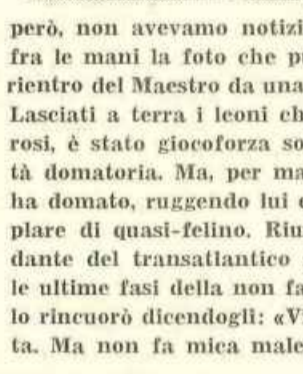 però, non avevamo notizi
fra le mani la foto che p
rientro del Maestro da una
Lasciati a terra i leoni ch
rosi, è stato giocoforza so
tà domatoria. Ma, per ma
ha domato, ruggendo lui
plare di quasi-felino. Riu
dante del transatlantico
le ultime fasi della non fa
lo rincuorò dicendogli: «V
ta. Ma non fa mica male